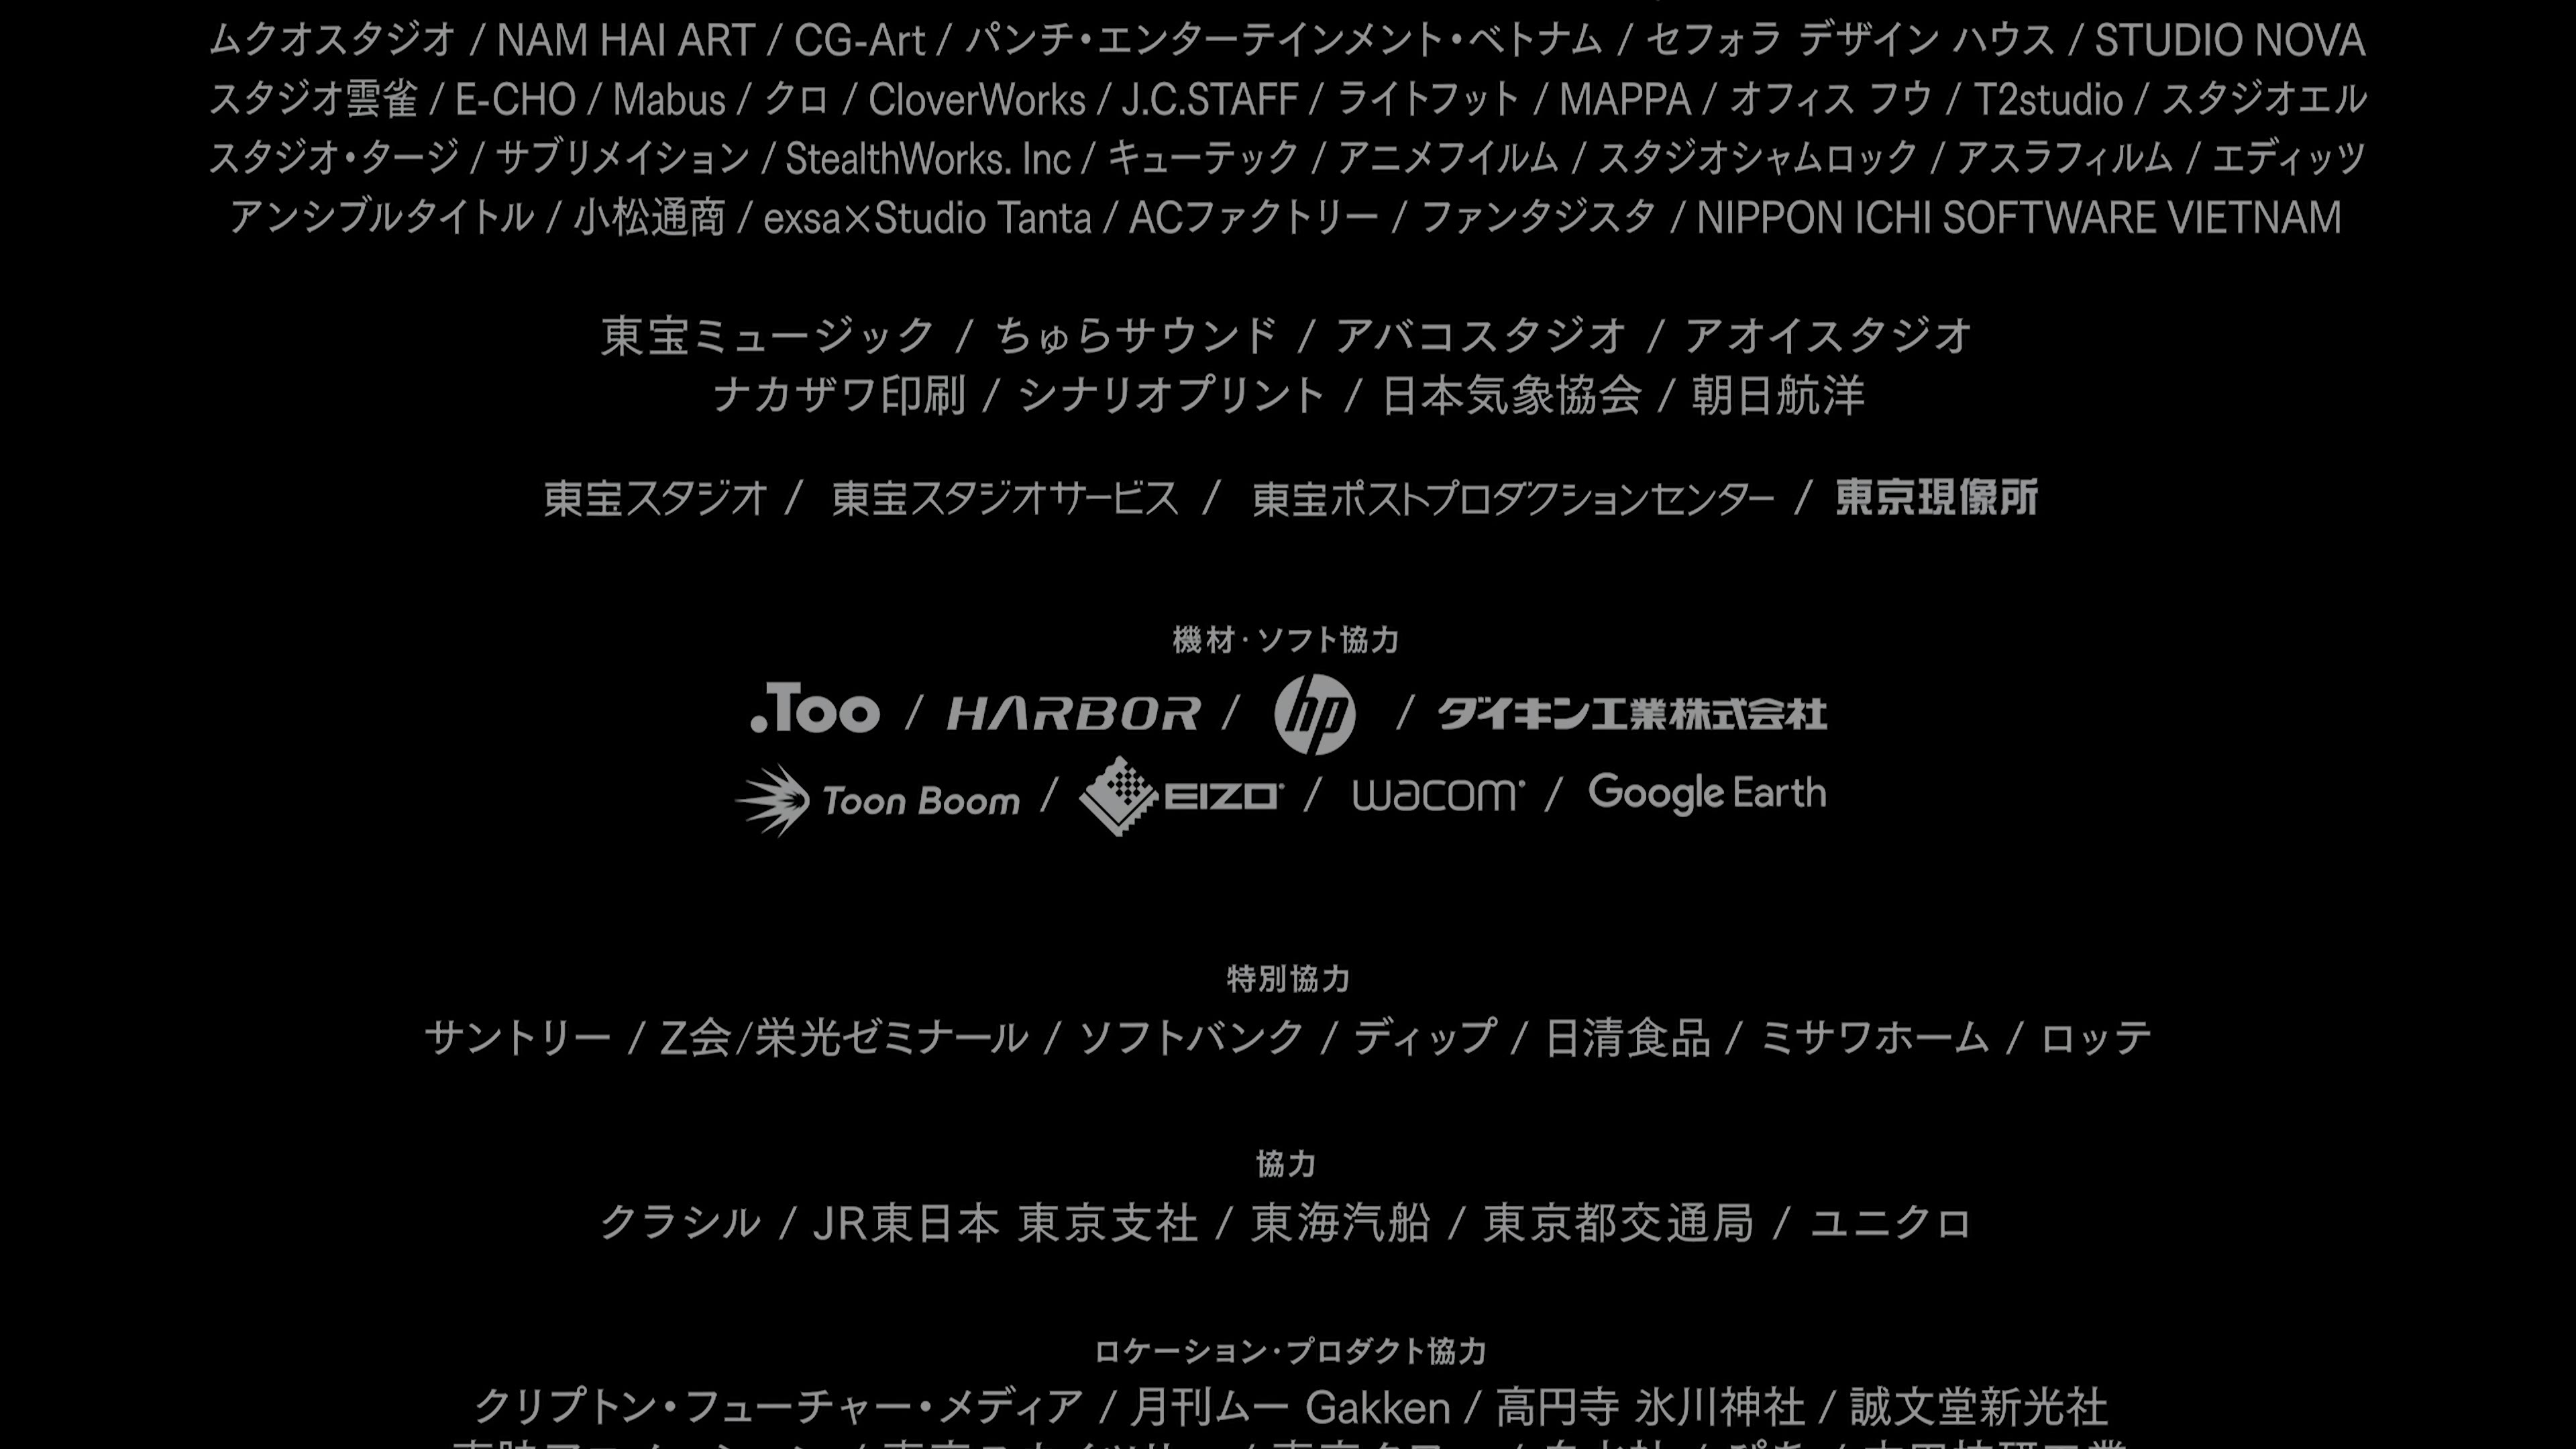 ムクオスタジオ / NAM HAI ART / CG-Art / パンチ・エンターテインメント・ベトナム / セフォラ デザイン ハウス / STUDIO NOVA
スタジオ雲雀 / E-CHO / Mabus / クロ / CloverWorks / J.C.STAFF / ライトフット / MAPPA / オフィス フウ / T2studio / スタジオエル
スタジオ・タージ / サブリメイション / StealthWorks. Inc / キューテック / アニメフイルム / スタジオシャムロック / アスラフィルム / エディッツ
アンシブルタイトル / 小松通商 / exsa×Studio Tanta / ACファクトリー / ファンタジスタ / NIPPON ICHI SOFTWARE VIETNAM
東宝ミュージック / ちゅらサウンド / アバコスタジオ / アオイスタジオ
ナカザワ印刷 / シナリオプリント / 日本気象協会 / 朝日航洋
東宝スタジオ / 東宝スタジオサービス / 東宝ポストプロダクションセンター / 東京現像所
機材・ソフト協力
.Too / HARBOR / hp / ダイキン工業株式会社
Toon Boom / EIZO / wacom / Google Earth
特別協力
サントリー / Z会/栄光ゼミナール / ソフトバンク / ディップ / 日清食品 / ミサワホーム / ロッテ
協力
クラシル / JR東日本 東京支社 / 東海汽船 / 東京都交通局 / ユニクロ
ロケーション・プロダクト協力
クリプトン・フューチャー・メディア / 月刊ムー Gakken / 高円寺 氷川神社 / 誠文堂新光社